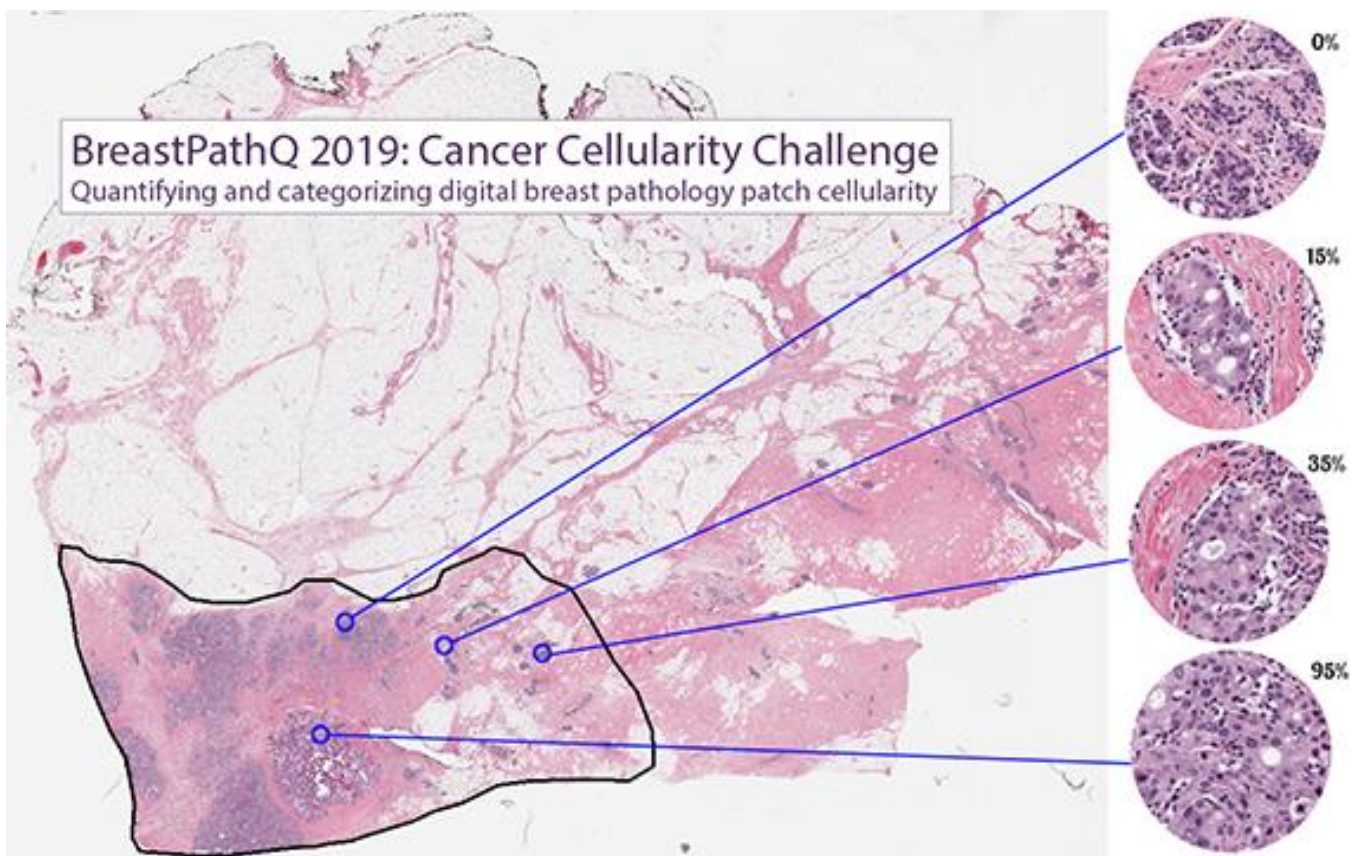 BreastPathQ 2019: Cancer Cellularity Challenge
Quantifying and categorizing digital breast pathology patch cellularity
0%
15%
35%
95%